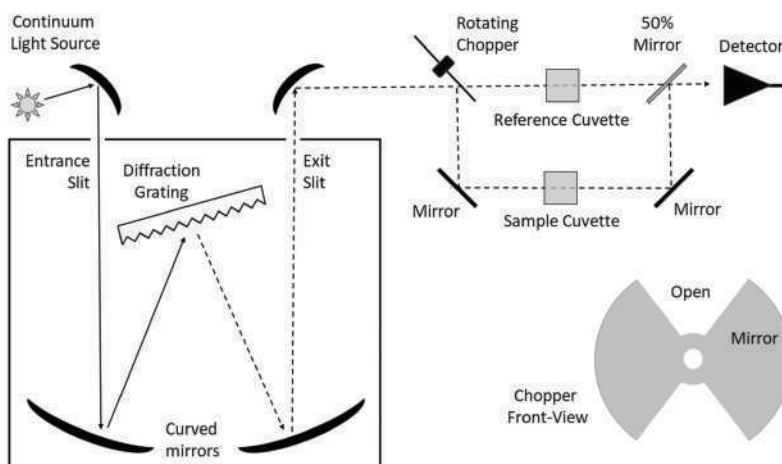 Continuum
Light Source
Rotating
Chopper
50%
Mirror
Detector
Reference Cuvette
Entrance
Slit
Diffraction
Grating
Exit
Slit
Mirror
Sample Cuvette
Mirror
Open
Mirror
Chopper
Front-View
Curved
mirrors